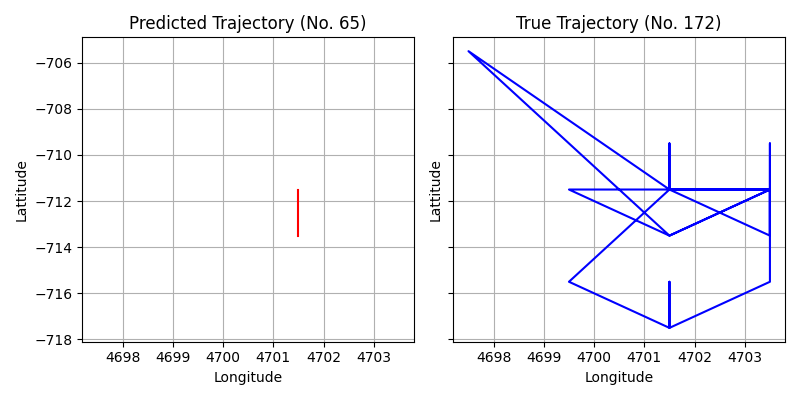 Predicted Trajectory (No. 65)
True Trajectory (No. 172)
Lattitude
−706
−708
−710
−712
−714
−716
−718
4698 4699 4700 4701 4702 4703
Longitude
Lattitude
4698 4699 4700 4701 4702 4703
Longitude